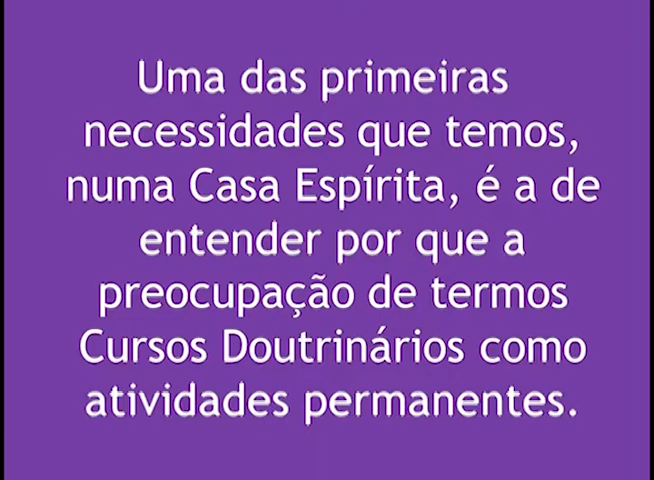 Uma das primeiras
necessidades que temos,
numa Casa Espírita, é a de
entender por que a
preocupação de termos
Cursos Doutrinários como
atividades permanentes.